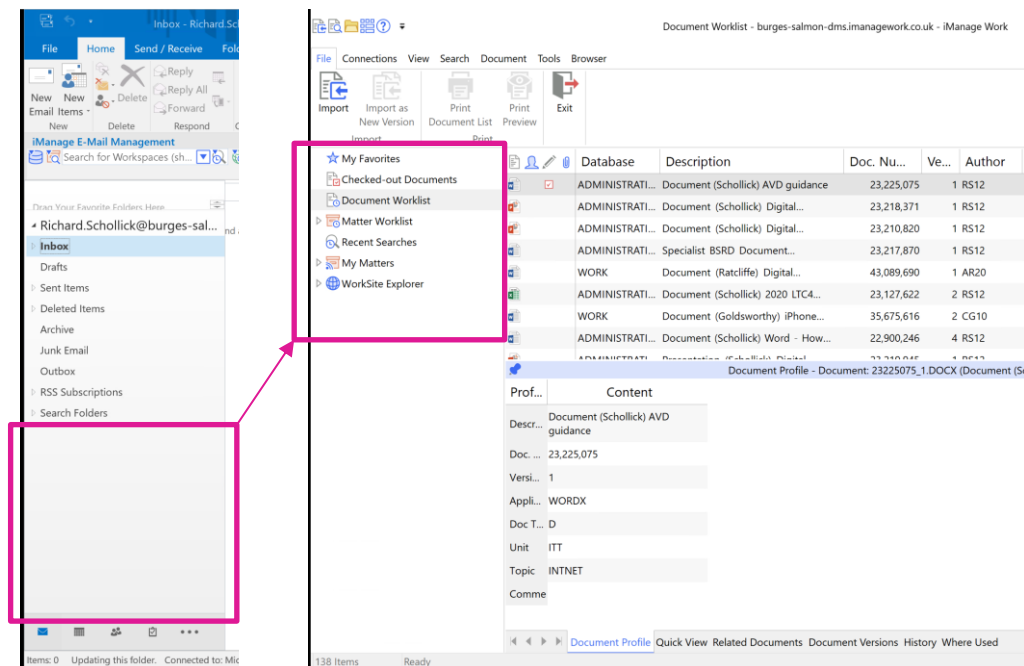 Inbox - Richard.Sc
File Home Send / Receive Fol
New Email
New Items
Delete
Reply
Reply All
Forward
New Delete Respond
iManage E-Mail Management
Search for Workspaces (sh...
Drag Your Favorite Folders Here
Richard.Schollick@burges-sal...
Inbox
Drafts
Sent Items
Deleted Items
Archive
Junk Email
Outbox
RSS Subscriptions
Search Folders
Items: 0 Updating this folder. Connected to: Mic
Document Worklist - burges-salmon-dms.imanagework.co.uk - iManage Work
File Connections View Search Document Tools Browser
Import
Import as New Version
Print Document List
Print Preview
Exit
Import Print
My Favorites
Checked-out Documents
Document Worklist
Matter Worklist
Recent Searches
My Matters
WorkSite Explorer
Database Description Doc. Nu... Ve... Author
ADMINISTRATI... Document (Schollick) AVD guidance 23,225,075 1 RS12
ADMINISTRATI... Document (Schollick) Digital... 23,218,371 1 RS12
ADMINISTRATI... Document (Schollick) Digital... 23,210,820 1 RS12
ADMINISTRATI... Specialist BSRD Document... 23,217,870 1 RS12
WORK Document (Ratcliffe) Digital... 43,089,690 1 AR20
ADMINISTRATI... Document (Schollick) 2020 LTC4... 23,127,622 2 RS12
WORK Document (Goldsworthy) iPhone... 35,675,616 2 CG10
ADMINISTRATI... Document (Schollick) Word - How... 22,900,246 4 RS12
ADMINISTRATI... Presentation (Schollick) Digital... 1 RS12
Document Profile - Document: 23225075_1.DOCX (Document (Sc
Prof... Content
Descr... Document (Schollick) AVD
guidance
Doc. ... 23,225,075
Versi... 1
Appli... WORDX
Doc T... D
Unit ITT
Topic INTNET
Comme
Document Profile Quick View Related Documents Document Versions History Where Used
138 Items Ready